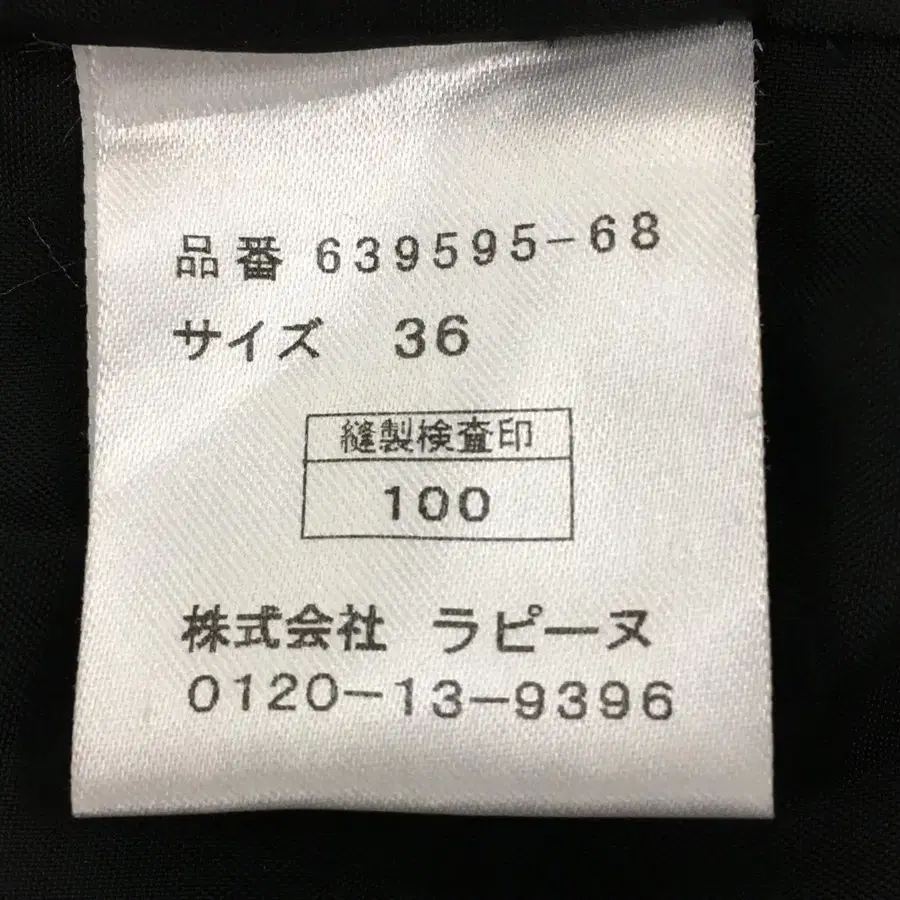 品番 639595-68
サイズ 36
縫製検査印
100
株式会社 ラピーヌ
0120-13-9396